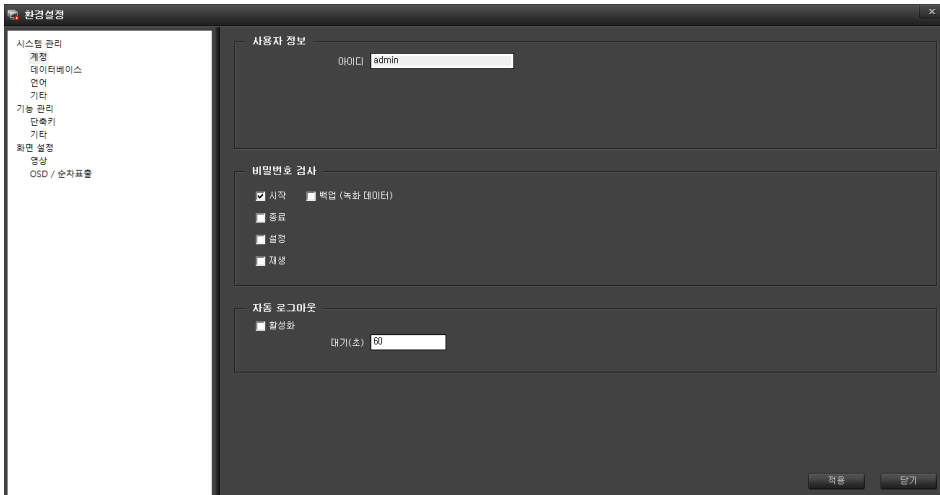 환경설정
시스템 관리
계정
데이터베이스
언어
기타
기능 관리
단축키
기타
화면 설정
영상
OSD / 순차표출
사용자 정보
아이디 admin
비밀번호 검사
시작 백업 (녹화 데이터)
종료
설정
재생
자동 로그아웃
활성화
대기(초) 60
적용 닫기